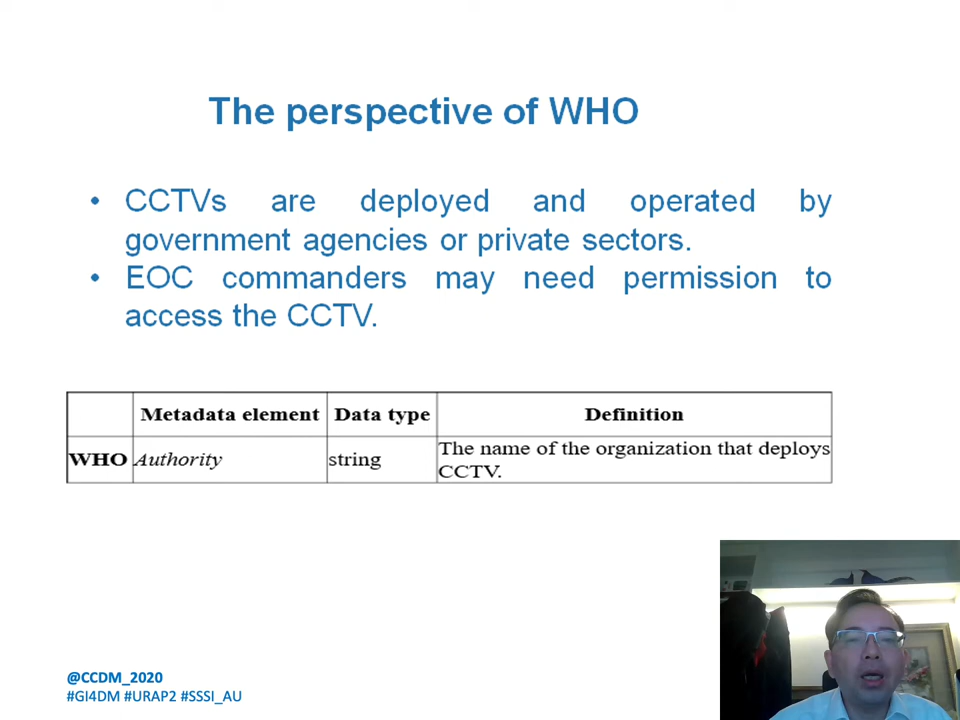 The perspective of WHO
• CCTVs are deployed and operated by
government agencies or private sectors.
• EOC commanders may need permission to
access the CCTV.
Metadata element Data type Definition
WHO Authority string The name of the organization that deploys
CCTV.
@CCDM_2020
#GI4DM #URAP2 #SSSI_AU